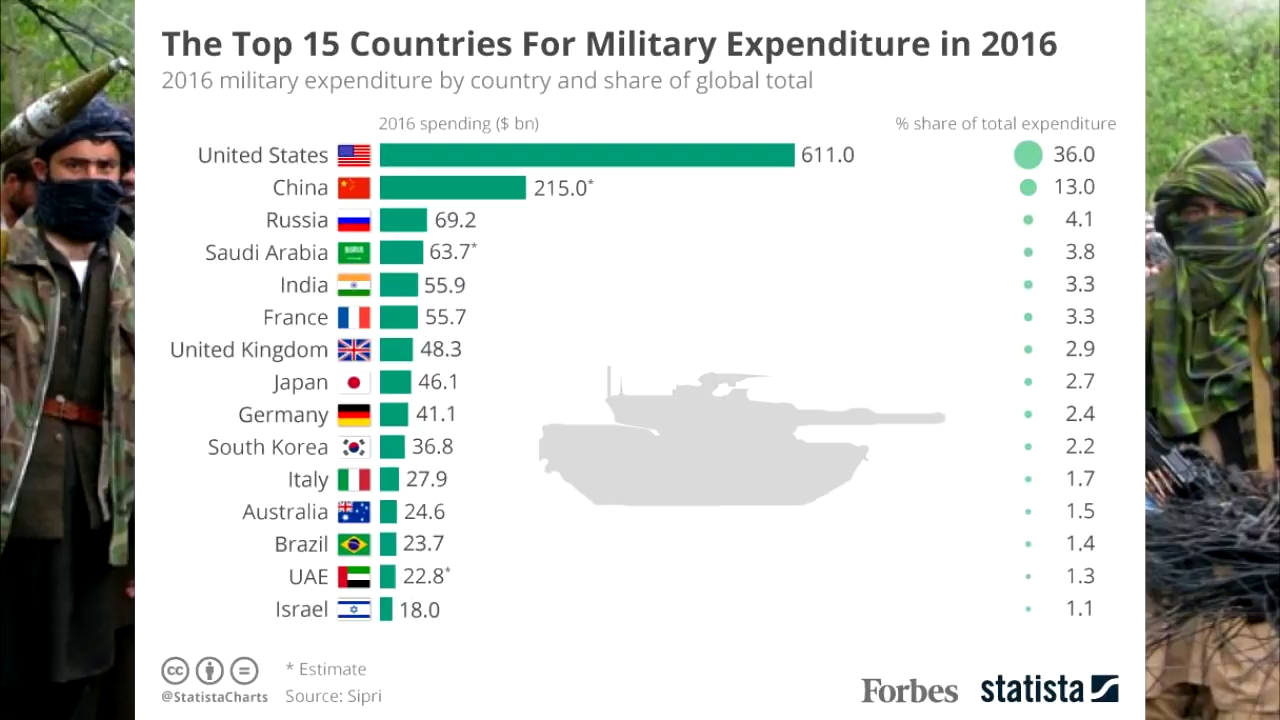 The Top 15 Countries For Military Expenditure in 2016
2016 military expenditure by country and share of global total
2016 spending ($ bn) % share of total expenditure
United States 611.0 36.0
China 215.0* 13.0
Russia 69.2 4.1
Saudi Arabia 63.7* 3.8
India 55.9 3.3
France 55.7 3.3
United Kingdom 48.3 2.9
Japan 46.1 2.7
Germany 41.1 2.4
South Korea 36.8 2.2
Italy 27.9 1.7
Australia 24.6 1.5
Brazil 23.7 1.4
UAE 22.8* 1.3
Israel 18.0 1.1
cc = * Estimate
@StatistaCharts Source: Sipri
Forbes statista